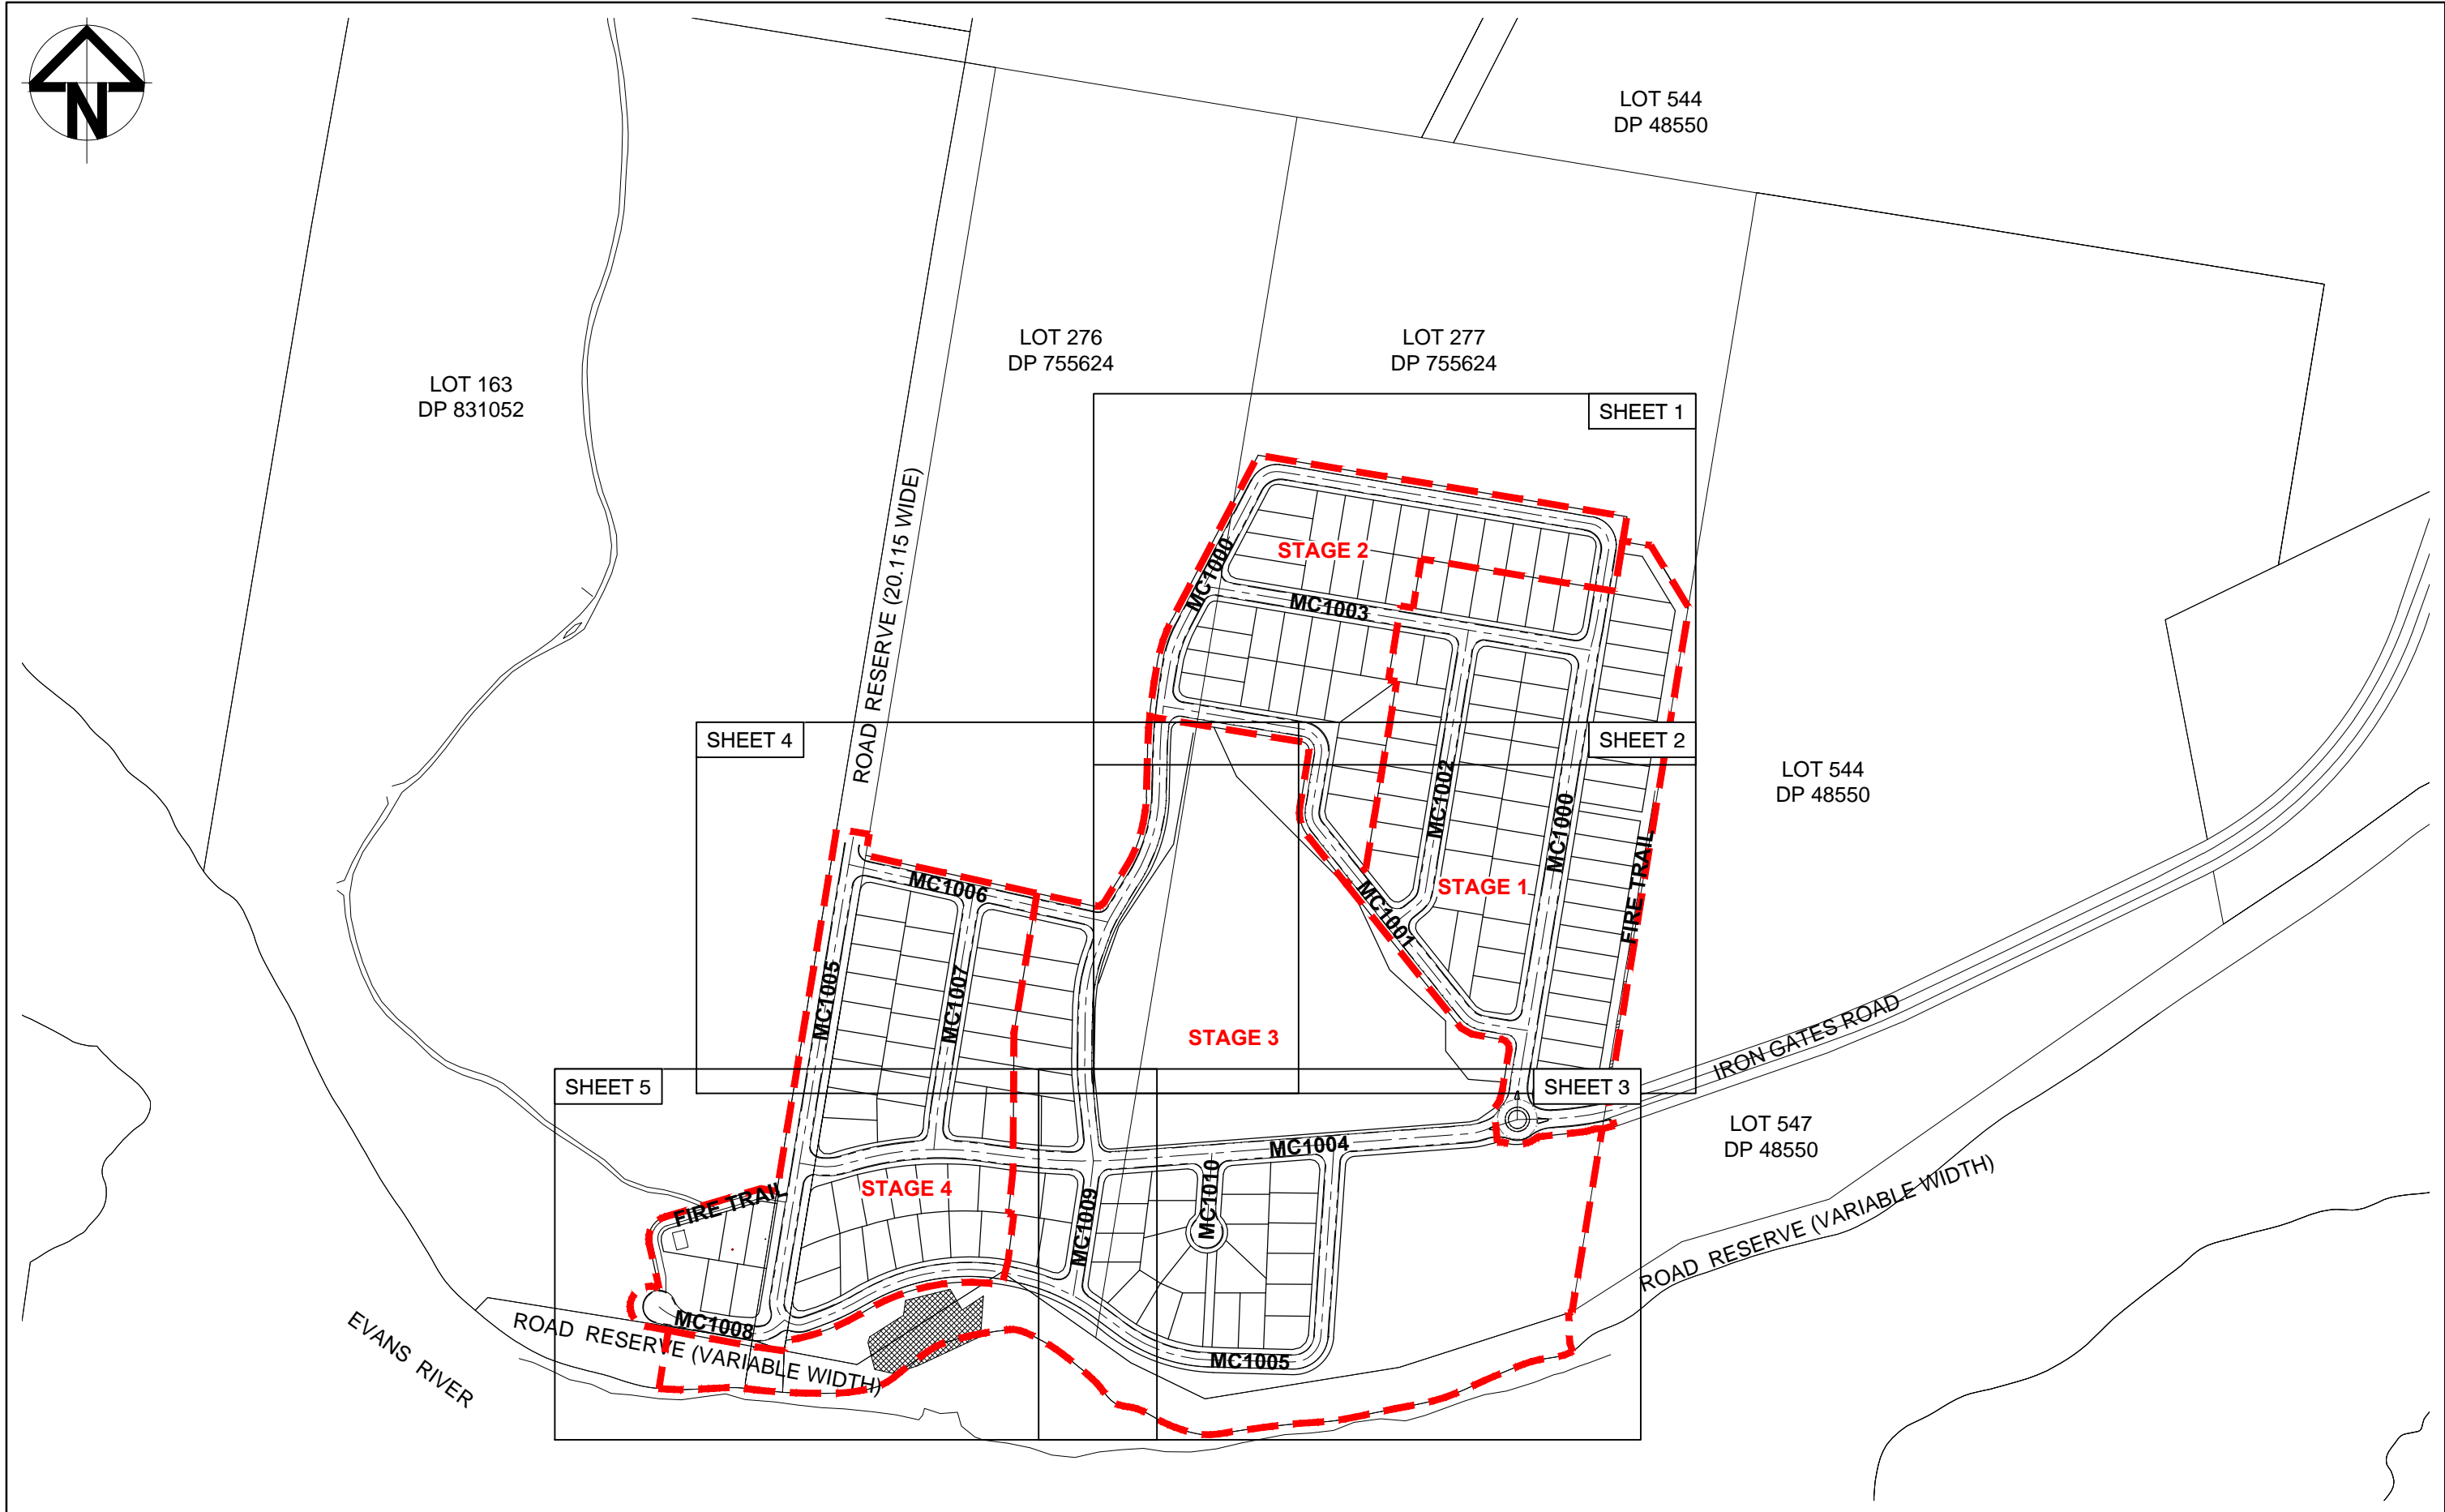 N
LOT 544
DP 48550
LOT 276
DP 755624
LOT 277
DP 755624
LOT 163
DP 831052
SHEET 1
ROAD RESERVE (20.115 WIDE)
STAGE 2
MC1000
MC1003
SHEET 4
SHEET 2
LOT 544
DP 48550
MC1002
MC1000
FIRE TRAIL
MC1006
STAGE 1
MC1001
MC1005
MC1007
STAGE 3
IRON GATES ROAD
SHEET 5
SHEET 3
LOT 547
DP 48550
MC1004
MC1010
STAGE 4
FIRE TRAIL
MC1009
ROAD RESERVE (VARIABLE WIDTH)
EVANS RIVER
ROAD RESERVE (VARIABLE WIDTH)
MC1008
MC1005